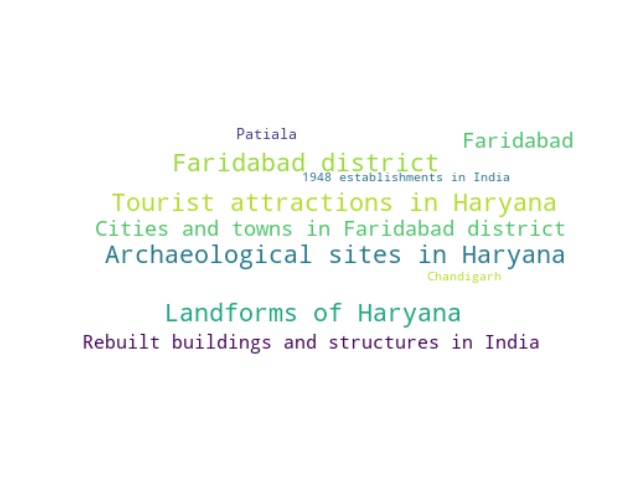 Patiala
Faridabad
Faridabad district
1948 establishments in India
Tourist attractions in Haryana
Cities and towns in Faridabad district
Archaeological sites in Haryana
Chandigarh
Landforms of Haryana
Rebuilt buildings and structures in India